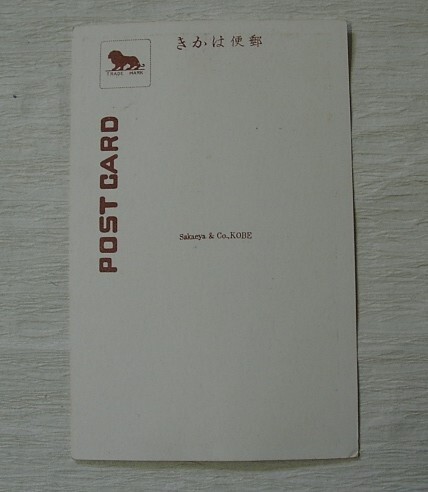 きかは便郵
TRADE MARK
POST CARD
Sakaeya & Co., KOBE